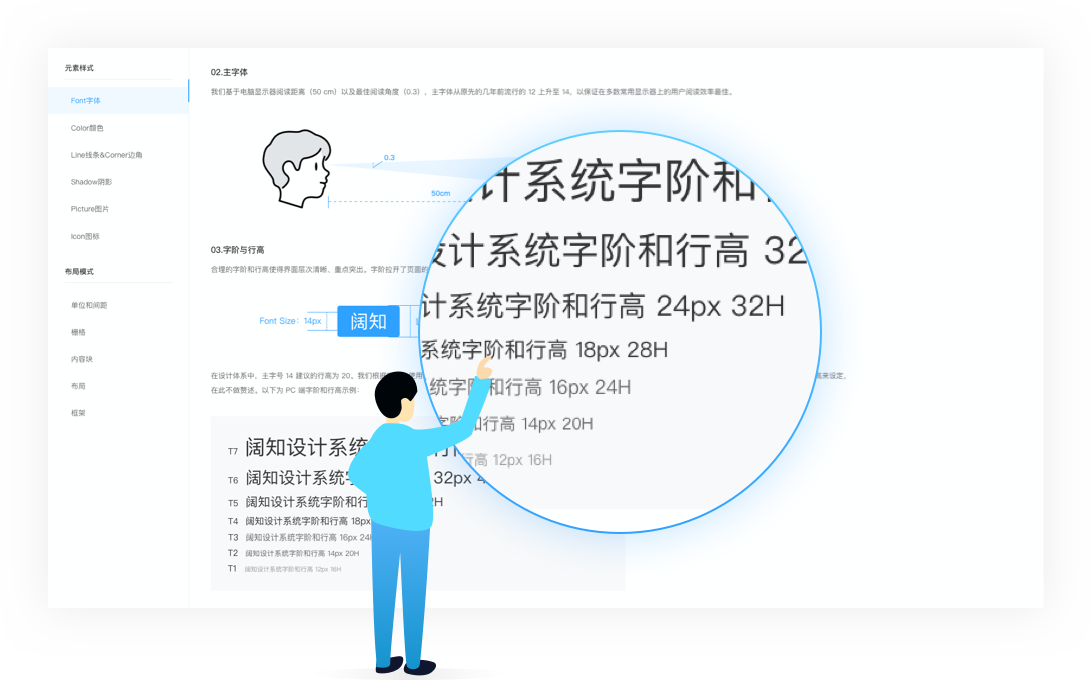 元素样式
Font字体
Color颜色
Line线条&Corner边角
Shadow阴影
Picture图片
Icon图标
布局模式
单位和间距
栅格
内容块
布局
框架
02.主字体
我们基于电脑显示器阅读距离（50 cm）以及最佳阅读角度（0.3），主字体从原先的几年前流行的 12 上升至 14，以保证在多数常用显示器上的用户阅读效率最佳。
0.3
50cm
03.字阶与行高
合理的字阶和行高使得界面层次清晰、重点突出。字阶拉开了页面的
Font Size：14px
阔知
在设计体系中，主字号 14 建议的行高为 20。我们根据 使用 高来设定。
在此不做赘述。以下为 PC 端字阶和行高示例：
T7 阔知设计系统 行
T6 阔知设计系统字 32px 4
T5 阔知设计系统字阶和行 H
T4 阔知设计系统字阶和行高 18px
T3 阔知设计系统字阶和行高 16px 24
T2 阔知设计系统字阶和行高 14px 20H
T1 阔知设计系统字阶和行高 12px 16H
计系统字阶和
设计系统字阶和行高 32
计系统字阶和行高 24px 32H
系统字阶和行高 18px 28H
统字阶和行高 16px 24H
字阶和行高 14px 20H
行高 12px 16H